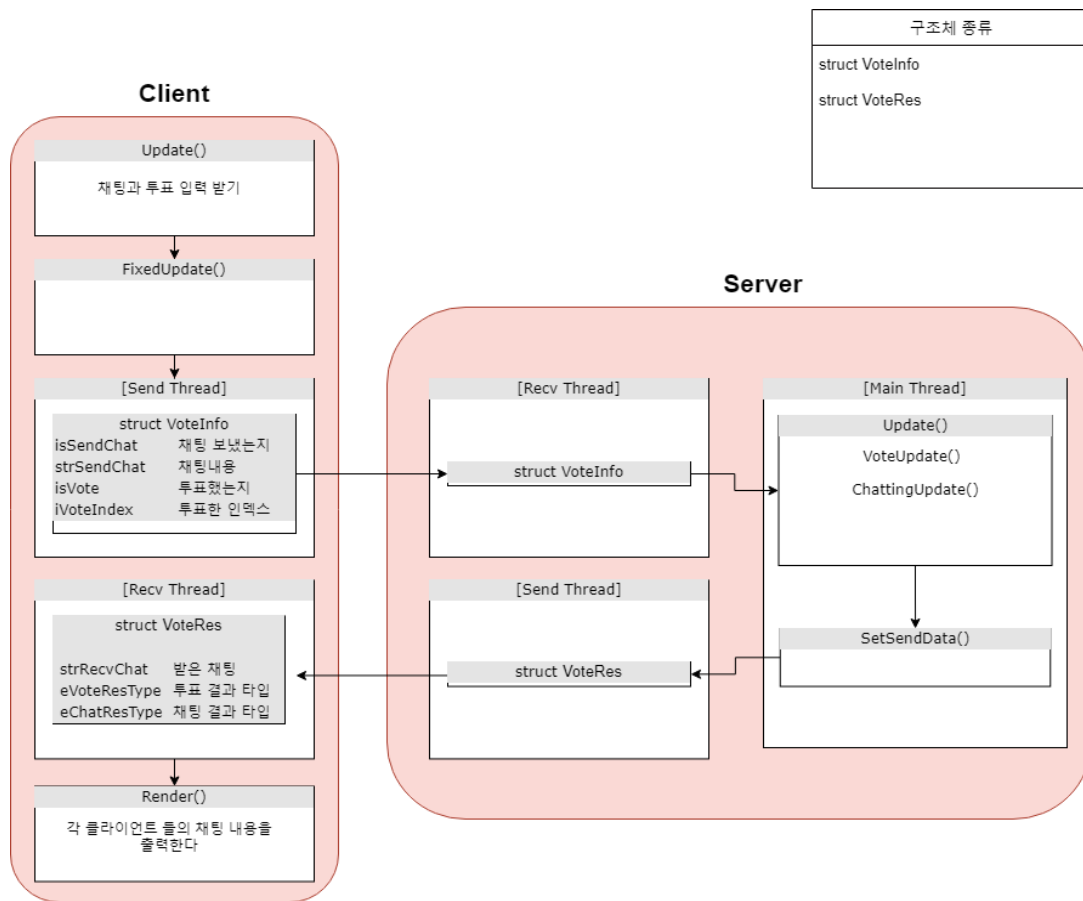 구조체 종류
struct VoteInfo
struct VoteRes
Client
Update()
채팅과 투표 입력 받기
FixedUpdate()
[Send Thread]
struct VoteInfo
isSendChat 채팅 보냈는지
strSendChat 채팅내용
isVote 투표했는지
iVoteIndex 투표한 인덱스
[Recv Thread]
struct VoteRes
strRecvChat 받은 채팅
eVoteResType 투표 결과 타입
eChatResType 채팅 결과 타입
Render()
각 클라이언트 들의 채팅 내용을
출력한다
Server
[Recv Thread]
struct VoteInfo
[Send Thread]
struct VoteRes
[Main Thread]
Update()
VoteUpdate()
ChattingUpdate()
SetSendData()